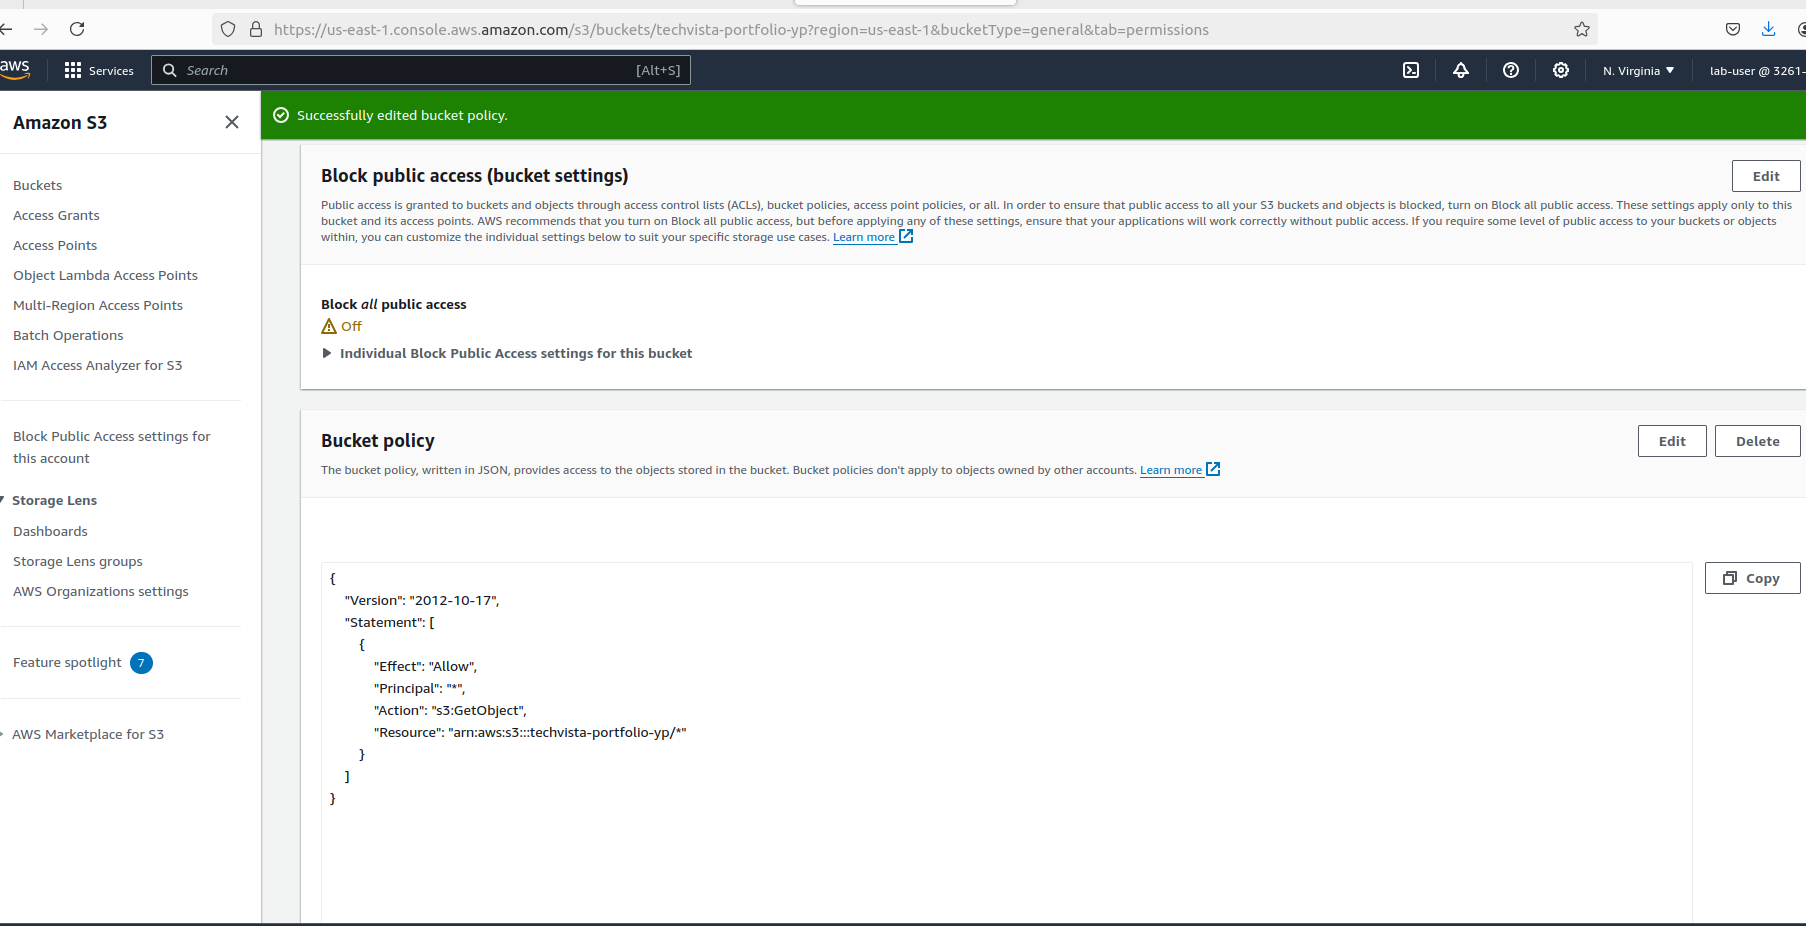 https://us-east-1.console.aws.amazon.com/s3/buckets/techvista-portfolio-yp?region=us-east-1&bucketType=general&tab=permissions
aws
Services
Search
[Alt+S]
N. Virginia
lab-user @ 3261-
Amazon S3
Buckets
Access Grants
Access Points
Object Lambda Access Points
Multi-Region Access Points
Batch Operations
IAM Access Analyzer for S3
Block Public Access settings for
this account
Storage Lens
Dashboards
Storage Lens groups
AWS Organizations settings
Feature spotlight 7
AWS Marketplace for S3
Successfully edited bucket policy.
Block public access (bucket settings)
Edit
Public access is granted to buckets and objects through access control lists (ACLs), bucket policies, access point policies, or all. In order to ensure that public access to all your S3 buckets and objects is blocked, turn on Block all public access. These settings apply only to this
bucket and its access points. AWS recommends that you turn on Block all public access, but before applying any of these settings, ensure that your applications will work correctly without public access. If you require some level of public access to your buckets or objects
within, you can customize the individual settings below to suit your specific storage use cases. Learn more
Block all public access
Off
Individual Block Public Access settings for this bucket
Bucket policy
Edit
Delete
The bucket policy, written in JSON, provides access to the objects stored in the bucket. Bucket policies don't apply to objects owned by other accounts. Learn more
Copy
{
"Version": "2012-10-17",
"Statement": [
{
"Effect": "Allow",
"Principal": "*",
"Action": "s3:GetObject",
"Resource": "arn:aws:s3:::techvista-portfolio-yp/*"
}
]
}